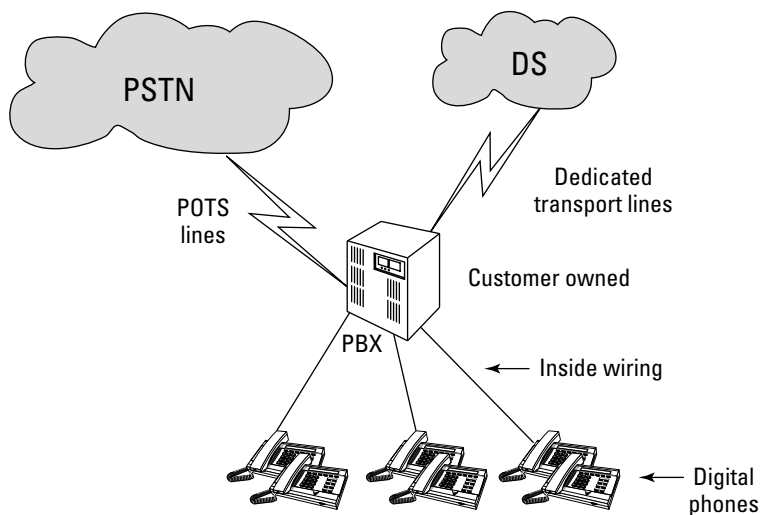 PSTN
DS
POTS
lines
Dedicated
transport lines
Customer owned
PBX
Inside wiring
Digital
phones